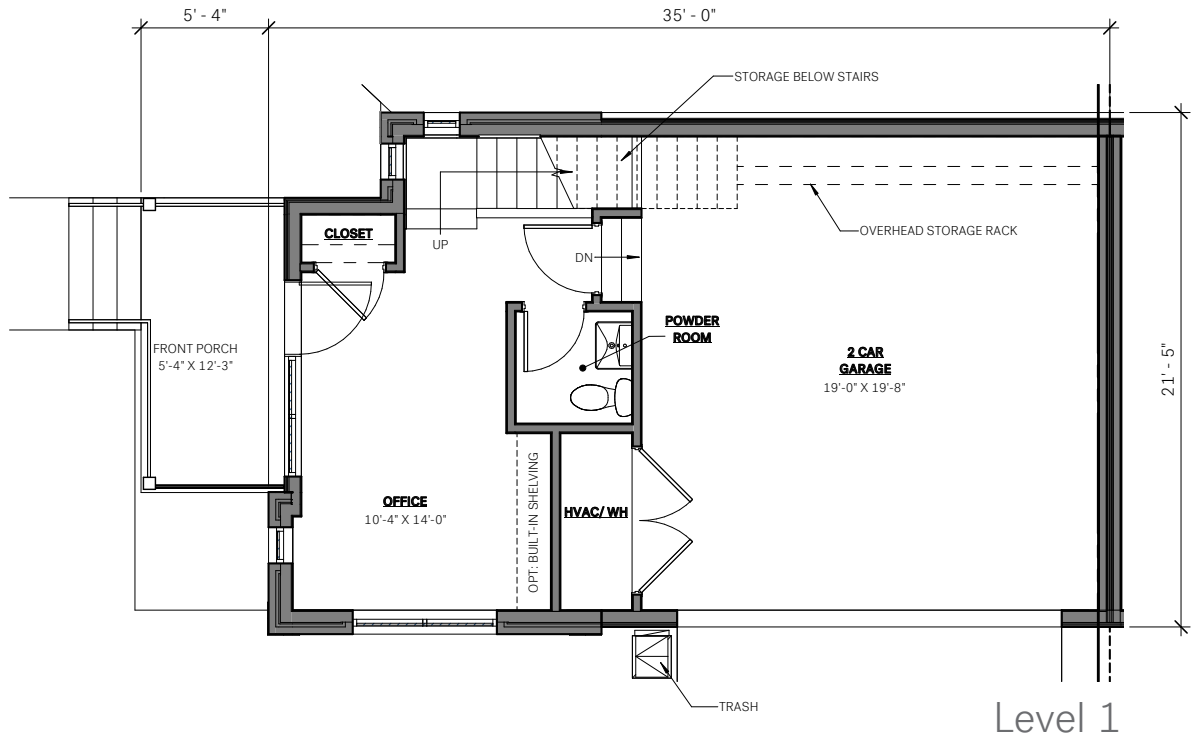 5' - 4"
35' - 0"
STORAGE BELOW STAIRS
CLOSET
UP
OVERHEAD STORAGE RACK
DN
POWDER
ROOM
FRONT PORCH
5'-4" X 12'-3"
2 CAR
GARAGE
19'-0" X 19'-8"
21' - 5"
OFFICE
10'-4" X 14'-0"
OPT: BUILT-IN SHELVING
HVAC/ WH
TRASH
Level 1